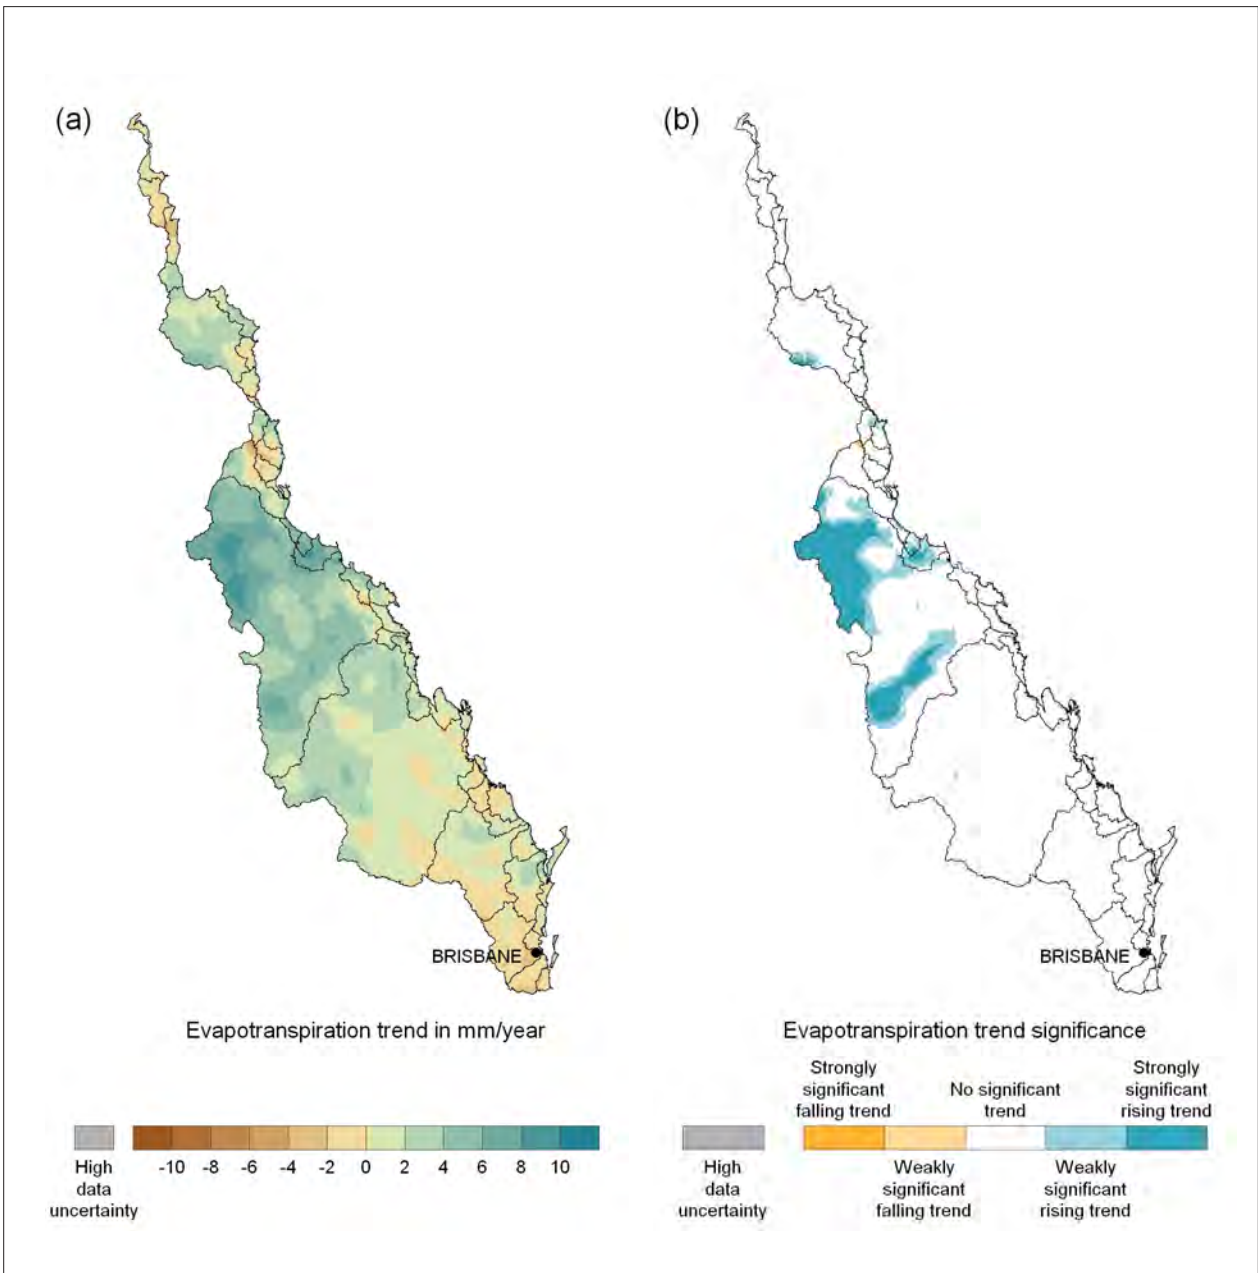 (a)
(b)
BRISBANE
BRISBANE
Evapotranspiration trend in mm/year
High
data
uncertainty
-10 -8 -6 -4 -2 0 2 4 6 8 10
Evapotranspiration trend significance
Strongly
significant
falling trend
No significant
trend
Strongly
significant
rising trend
High
data
uncertainty
Weakly
significant
falling trend
Weakly
significant
rising trend